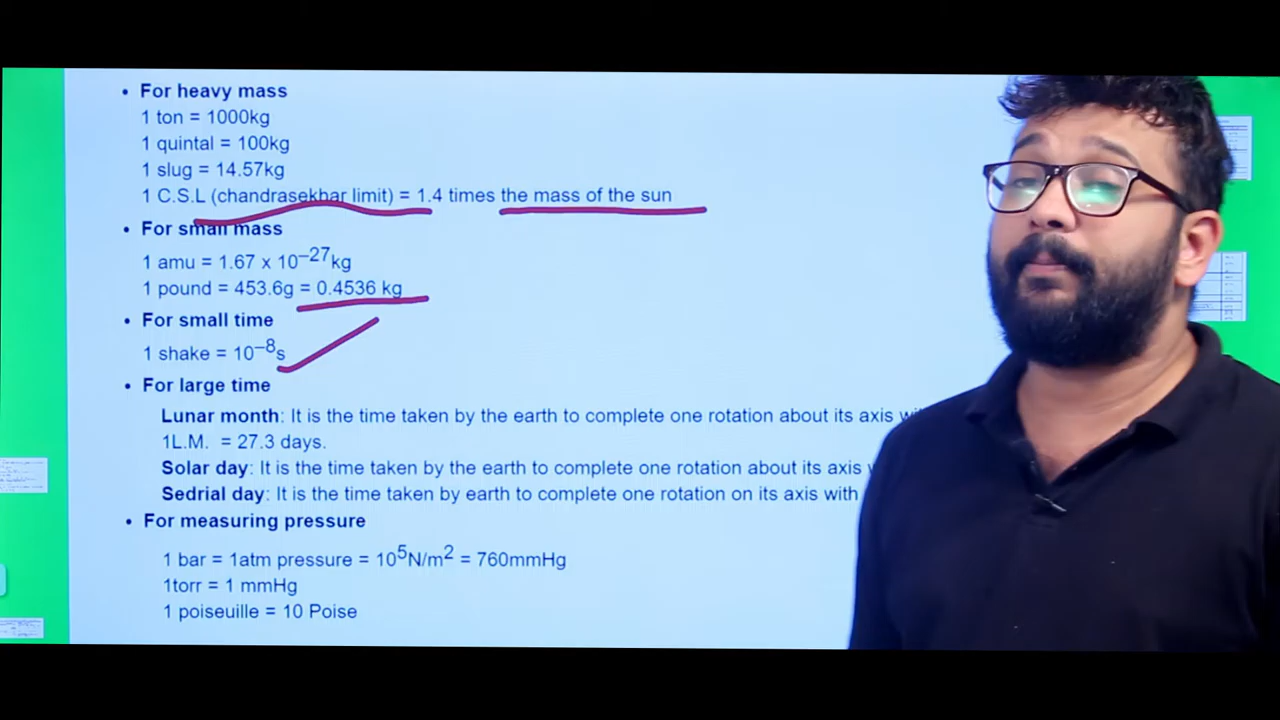 • For heavy mass
1 ton = 1000kg
1 quintal = 100kg
1 slug = 14.57kg
1 C.S.L (chandrasekhar limit) = 1.4 times the mass of the sun
• For small mass
1 amu = 1.67 x 10⁻²⁷kg
1 pound = 453.6g = 0.4536 kg
• For small time
1 shake = 10⁻⁸s
• For large time
Lunar month: It is the time taken by the earth to complete one rotation about its axis
1L.M. = 27.3 days.
Solar day: It is the time taken by the earth to complete one rotation about its axis
Sedrial day: It is the time taken by earth to complete one rotation on its axis with
• For measuring pressure
1 bar = 1atm pressure = 10⁵N/m² = 760mmHg
1torr = 1 mmHg
1 poiseuille = 10 Poise